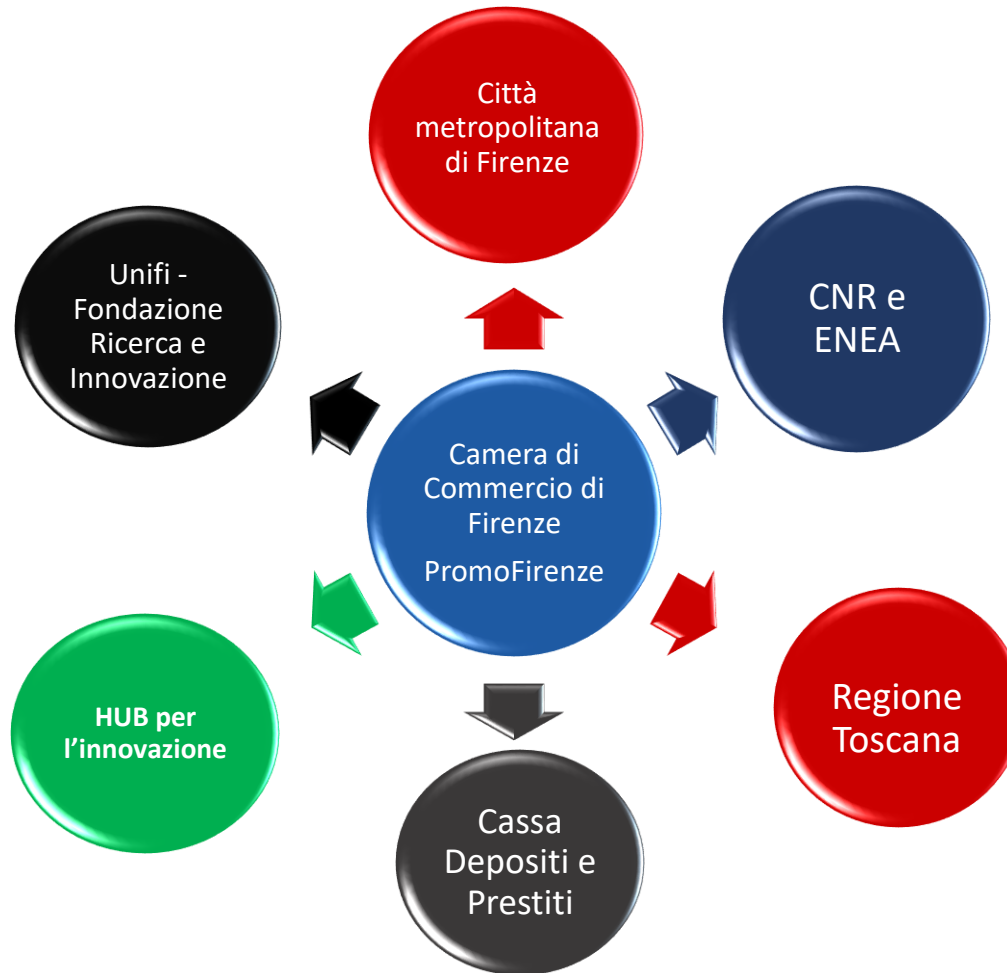 Città
metropolitana
di Firenze
Unifi -
Fondazione
Ricerca e
Innovazione
CNR e
ENEA
Camera di
Commercio di
Firenze
PromoFirenze
HUB per
l'innovazione
Regione
Toscana
Cassa
Depositi e
Prestiti